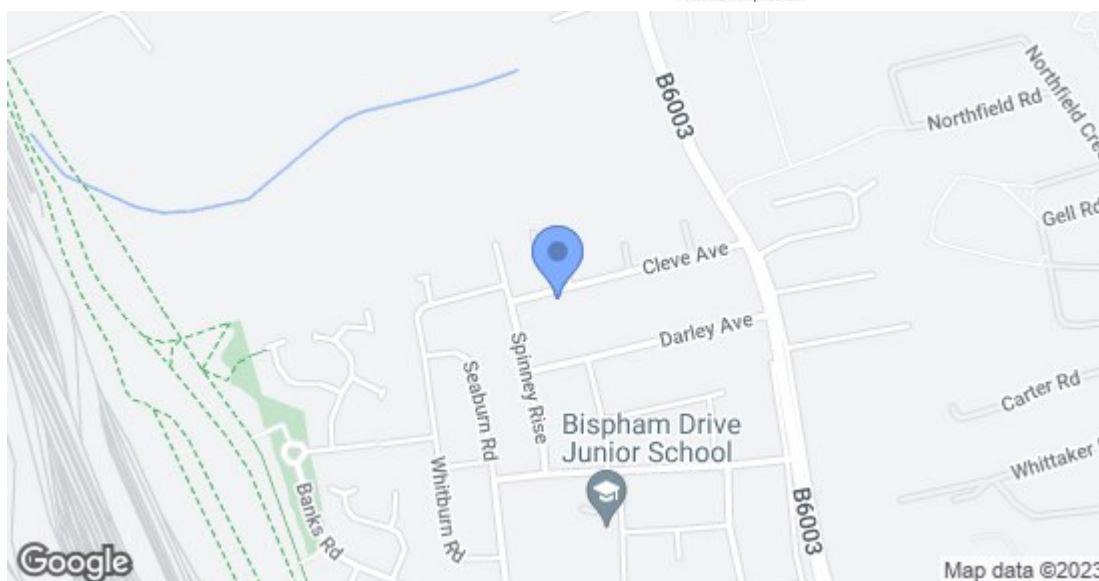 B6003
Northfield Rd
Northfield Cre
Gell Rd
Cleve Ave
Darley Ave
Spinney Rise
Seaburn Rd
Carter Rd
Bispham Drive
Junior School
Whittaker
Whitburn Rd
Banks Rd
B6003
Google
Map data ©2023